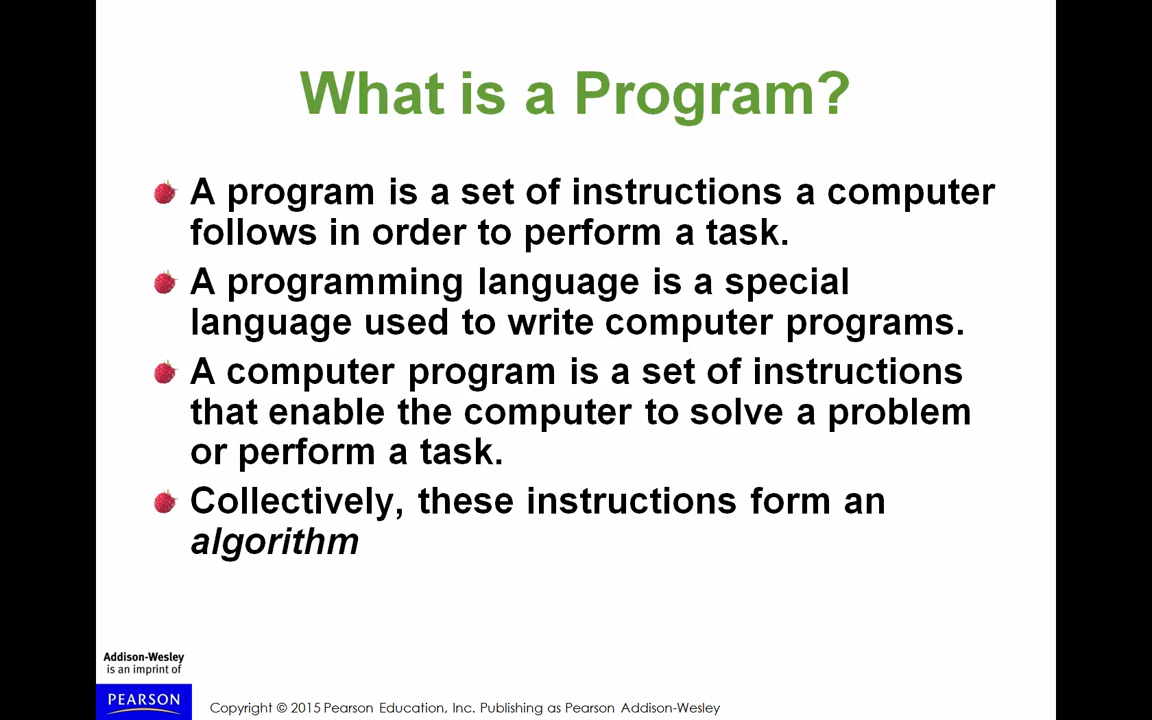 What is a Program?
A program is a set of instructions a computer
follows in order to perform a task.
A programming language is a special
language used to write computer programs.
A computer program is a set of instructions
that enable the computer to solve a problem
or perform a task.
Collectively, these instructions form an
algorithm
Addison-Wesley
is an imprint of
PEARSON
Copyright © 2015 Pearson Education, Inc. Publishing as Pearson Addison-Wesley